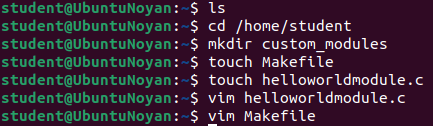 student@UbuntuNoyan:~$ ls
student@UbuntuNoyan:~$ cd /home/student
student@UbuntuNoyan:~$ mkdir custom_modules
student@UbuntuNoyan:~$ touch Makefile
student@UbuntuNoyan:~$ touch helloworldmodule.c
student@UbuntuNoyan:~$ vim helloworldmodule.c
student@UbuntuNoyan:~$ vim Makefile